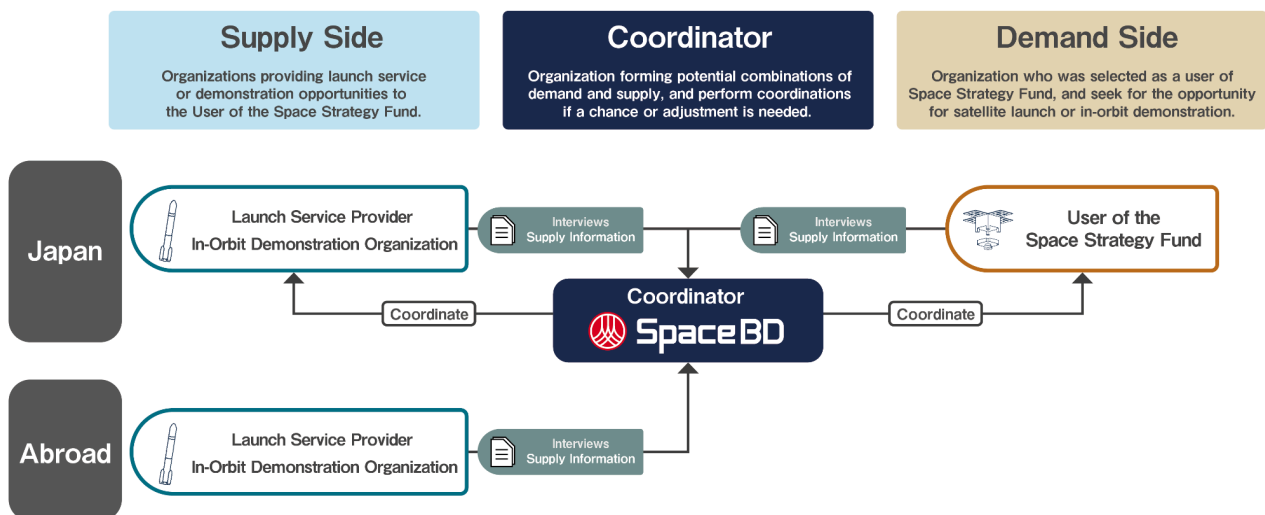 Supply Side
Organizations providing launch service
or demonstration opportunities to
the User of the Space Strategy Fund.
Coordinator
Organization forming potential combinations of
demand and supply, and perform coordinations
if a chance or adjustment is needed.
Demand Side
Organization who was selected as a user of
Space Strategy Fund, and seek for the opportunity
for satellite launch or in-orbit demonstration.
Japan
Launch Service Provider
In-Orbit Demonstration Organization
Interviews
Supply Information
Interviews
Supply Information
User of the
Space Strategy Fund
Coordinate
Coordinator
SpaceBD
Coordinate
Abroad
Launch Service Provider
In-Orbit Demonstration Organization
Interviews
Supply Information